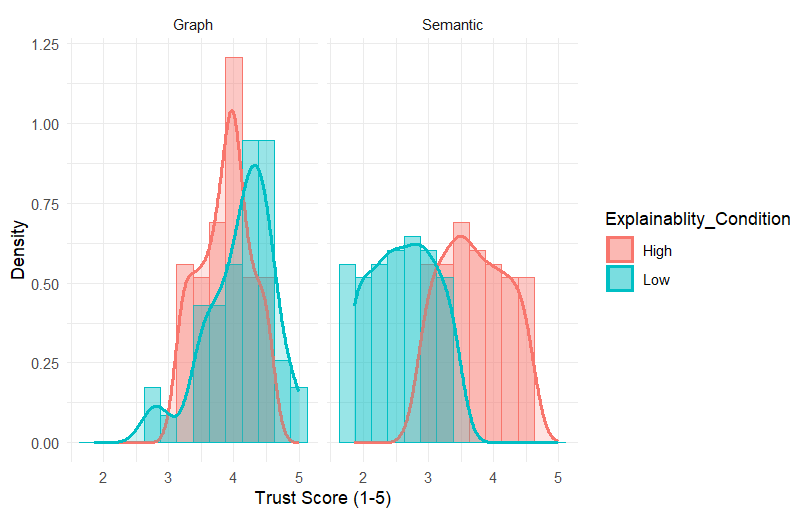 Graph
Semantic
1.25
1.00
0.75
0.50
0.25
0.00
Density
2 3 4 5
2 3 4 5
Trust Score (1-5)
Explainablity_Condition
High
Low